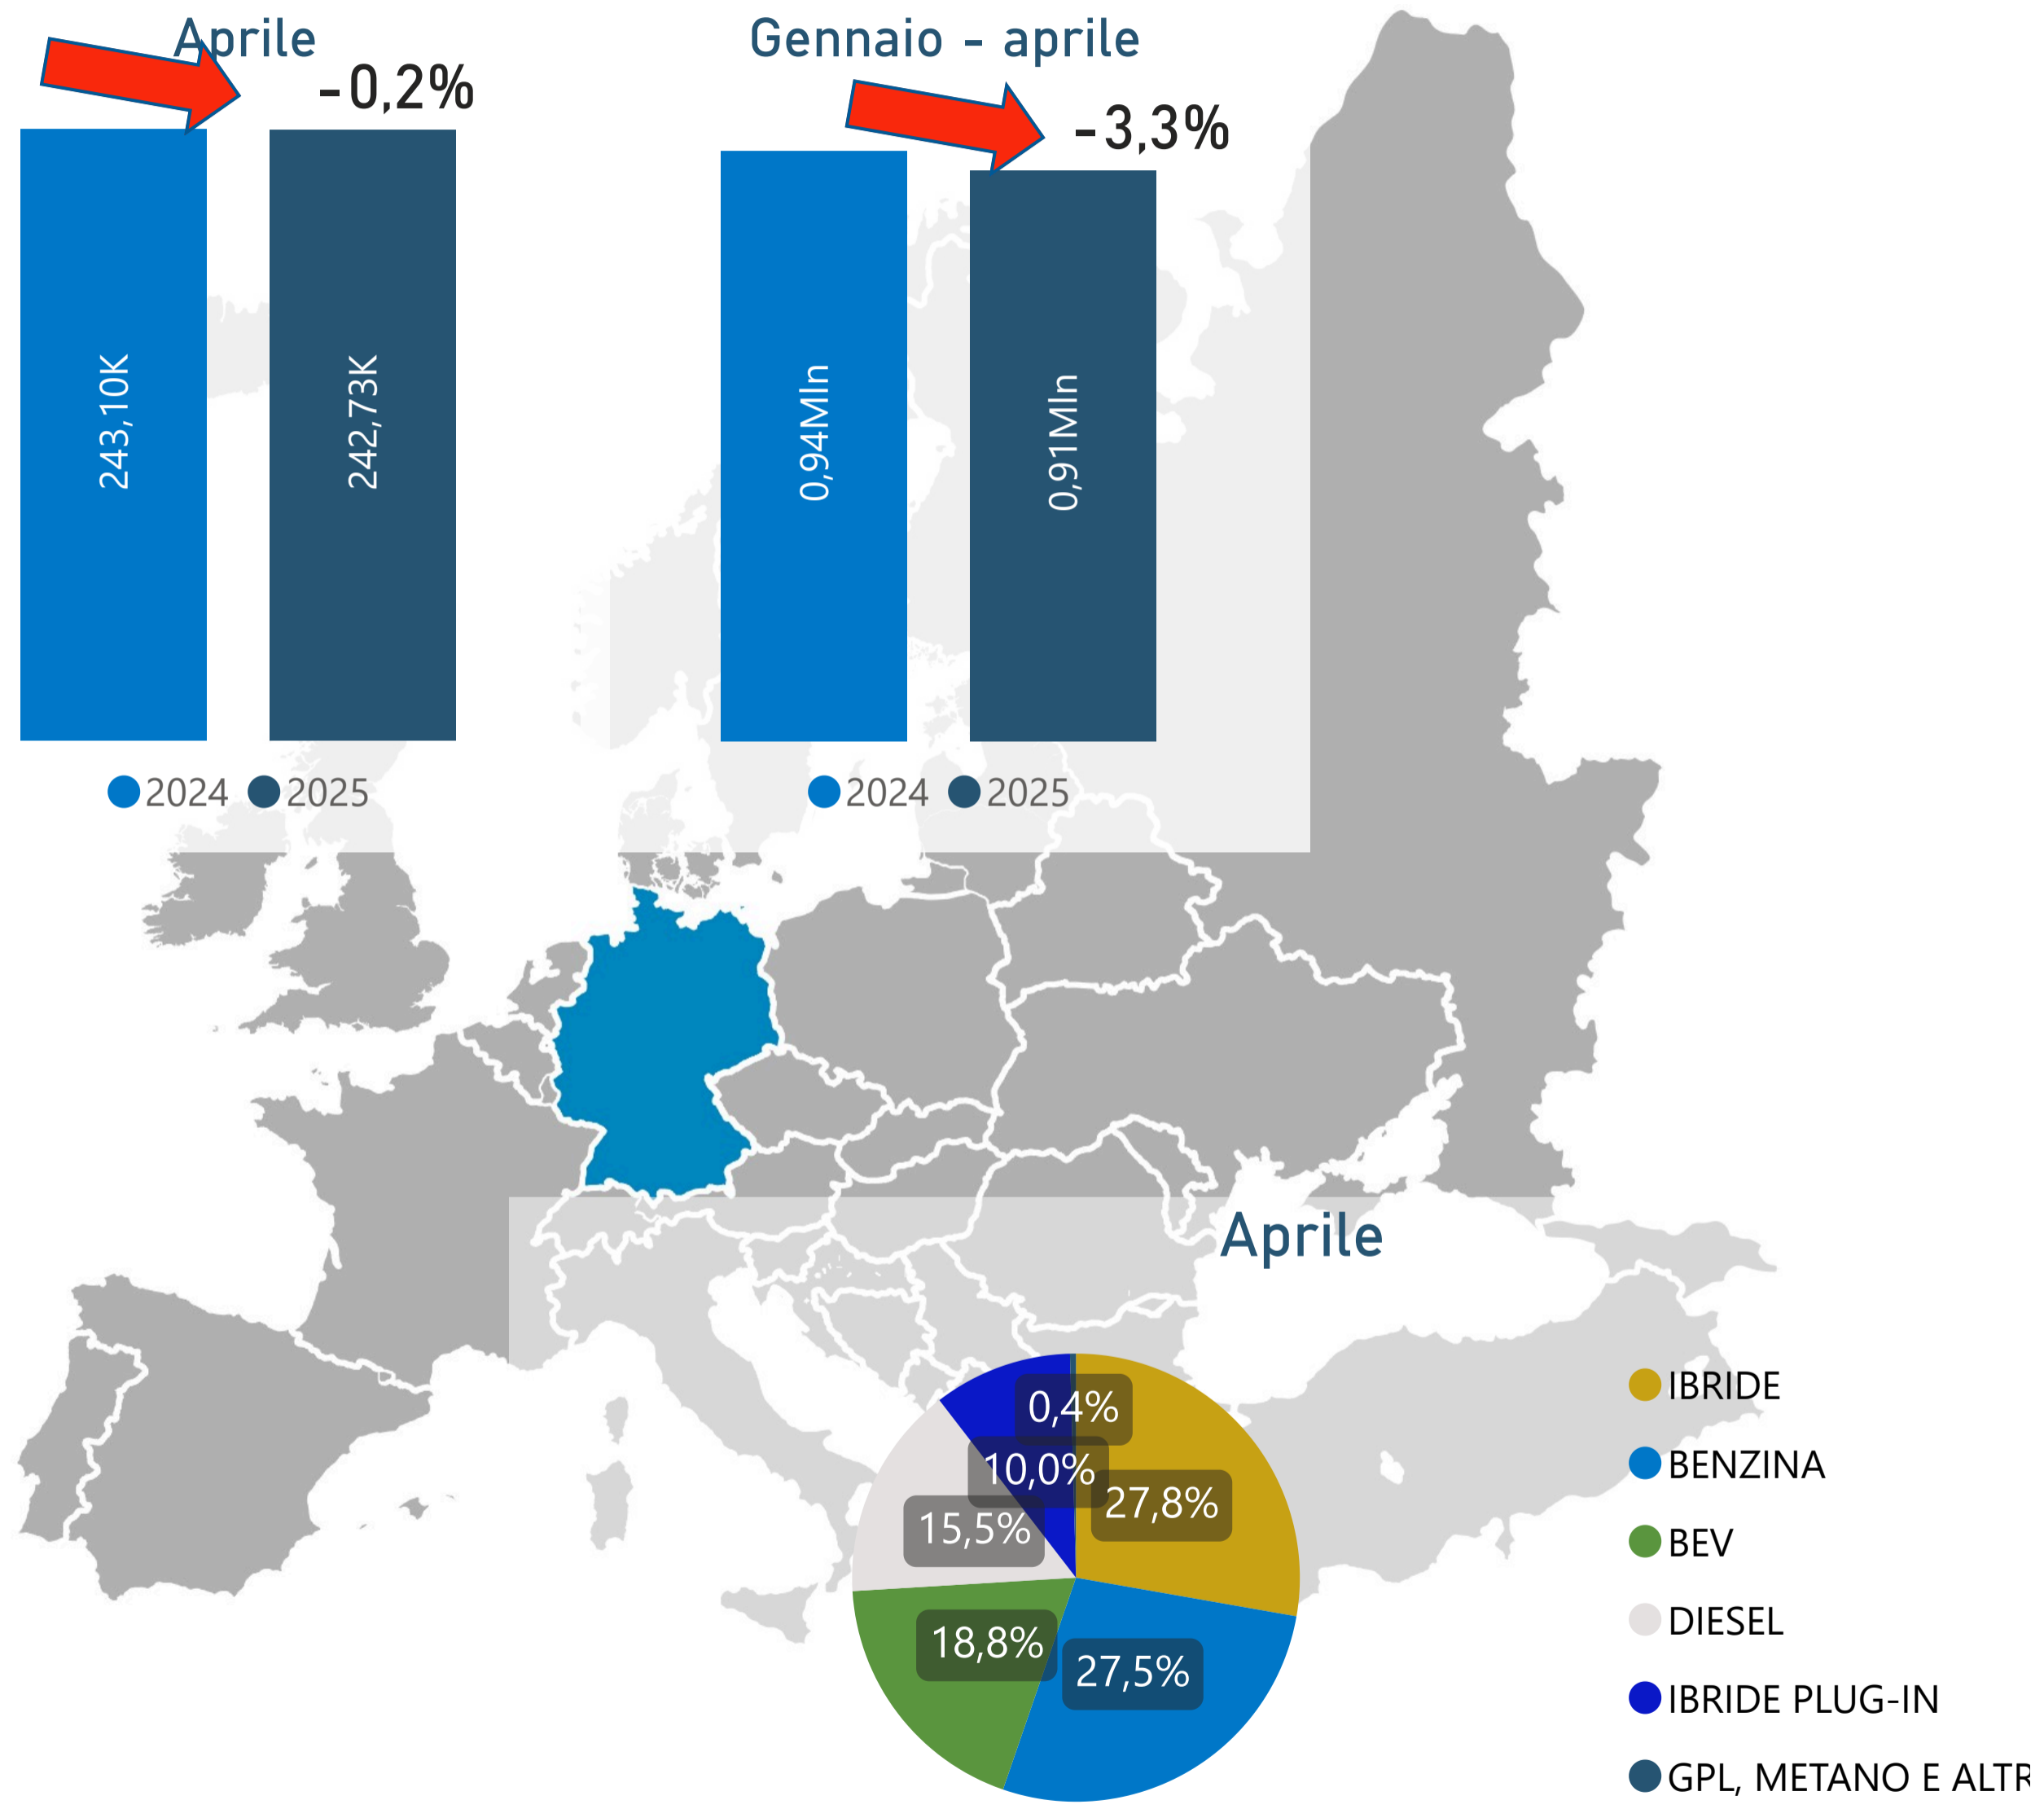 Aprile
-0,2%
243,10K
242,73K
2024 2025
Gennaio - aprile
-3,3%
0,94Mln
0,91Mln
2024 2025
Aprile
0,4%
10,0%
27,8%
15,5%
18,8%
27,5%
IBRIDE
BENZINA
BEV
DIESEL
IBRIDE PLUG-IN
GPL, METANO E ALTR